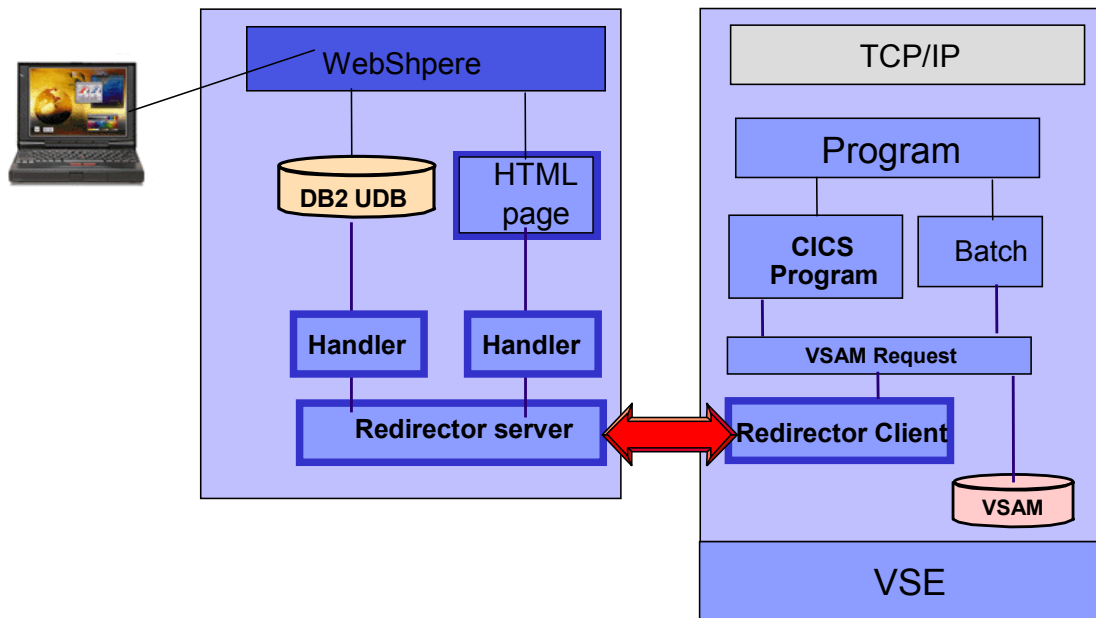 WebShpere
DB2 UDB
HTML
page
Handler
Handler
Redirector server
TCP/IP
Program
CICS
Program
Batch
VSAM Request
Redirector Client
VSAM
VSE